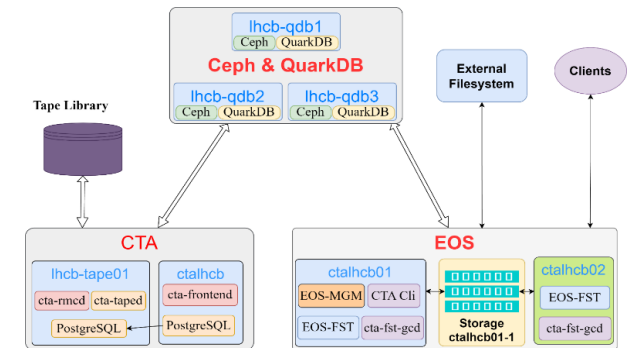 lhcb-qdb1
Ceph QuarkDB
Ceph & QuarkDB
lhcb-qdb2 lhcb-qdb3
Ceph QuarkDB Ceph QuarkDB
External
Filesystem
Clients
Tape Library
CTA
lhcb-tape01
cta-rmcd cta-taped
PostgreSQL
ctalhcb
cta-frontend
PostgreSQL
EOS
ctalhcb01
EOS-MGM CTA Cli
EOS-FST cta-fst-gcd
Storage
ctalhcb01-1
ctalhcb02
EOS-FST
cta-fst-gcd